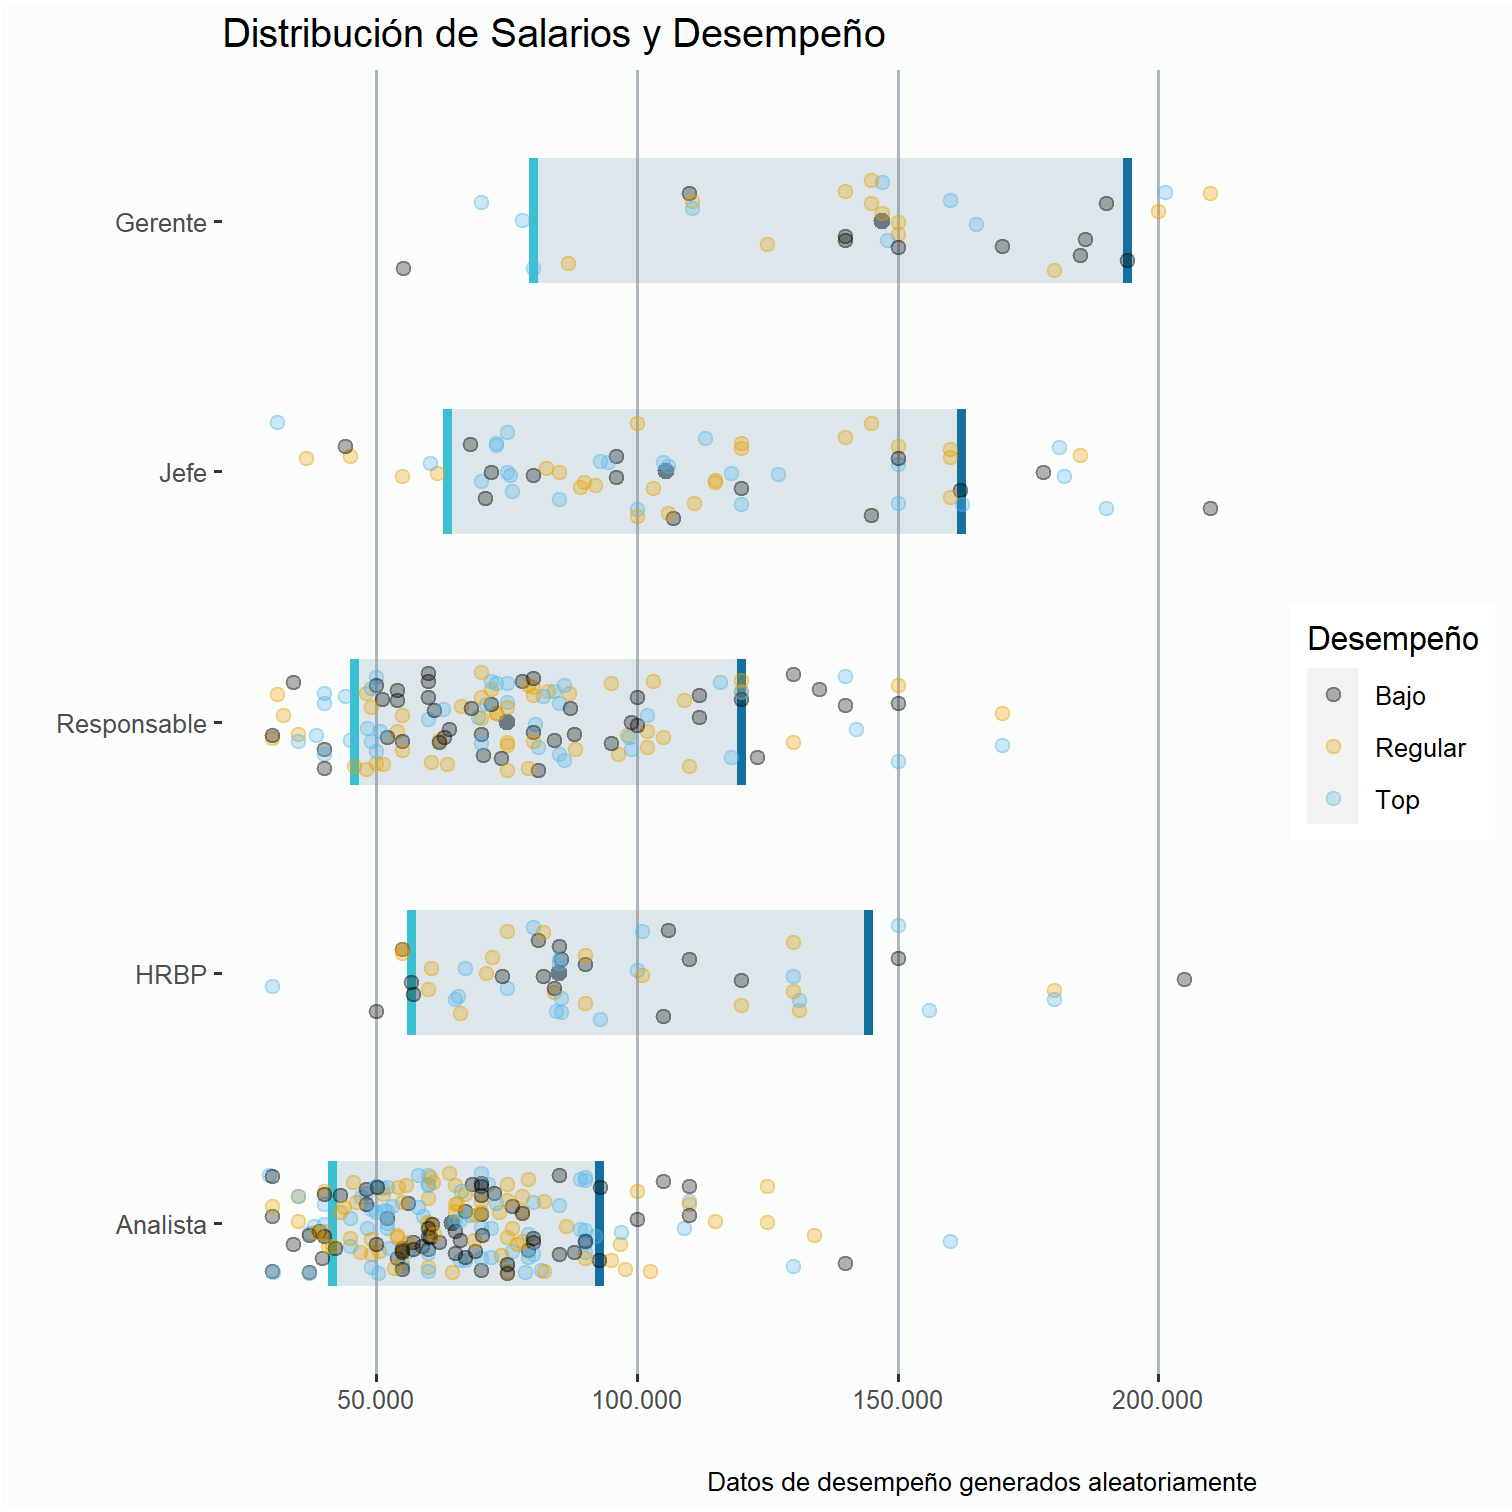 Distribución de Salarios y Desempeño
Gerente
Jefe
Responsable
HRBP
Analista
50.000
100.000
150.000
200.000
Desempeño
Bajo
Regular
Top
Datos de desempeño generados aleatoriamente